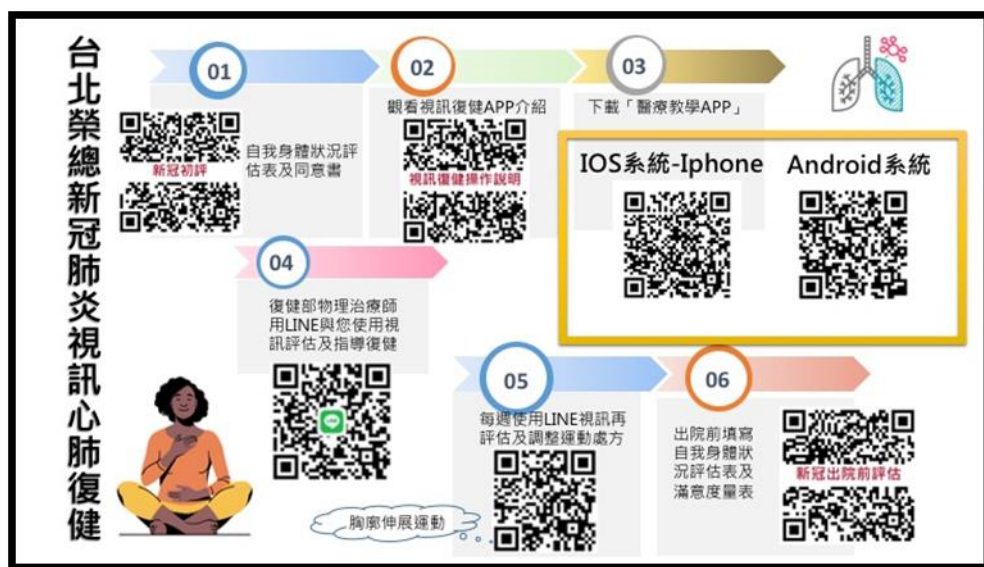 台北榮總新冠肺炎視訊心肺復健
01
新冠初評
自我身體狀況評
估表及同意書
02
觀看視訊復健APP介紹
視訊復健操作說明
03
下載「醫療教學APP」
IOS系統-Iphone
Android系統
04
復健部物理治療師
用LINE與您使用視
訊評估及指導復健
LINE
05
每週使用LINE視訊再
評估及調整運動處方
06
出院前填寫
自我身體狀
況評估表及
滿意度量表
新冠出院前評估
胸廓伸展運動